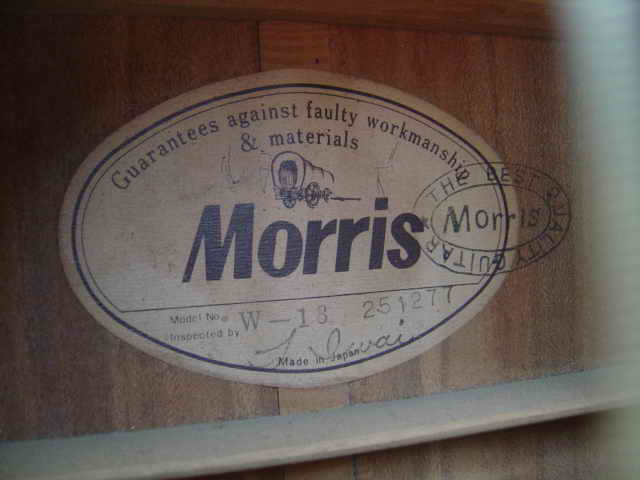 Guarantees against faulty workmanship
& materials
Morris
Model No. W-18 251277
Inspected by T. Iwai
Made in Japan
THE BEST QUALITY GUITAR
Morris